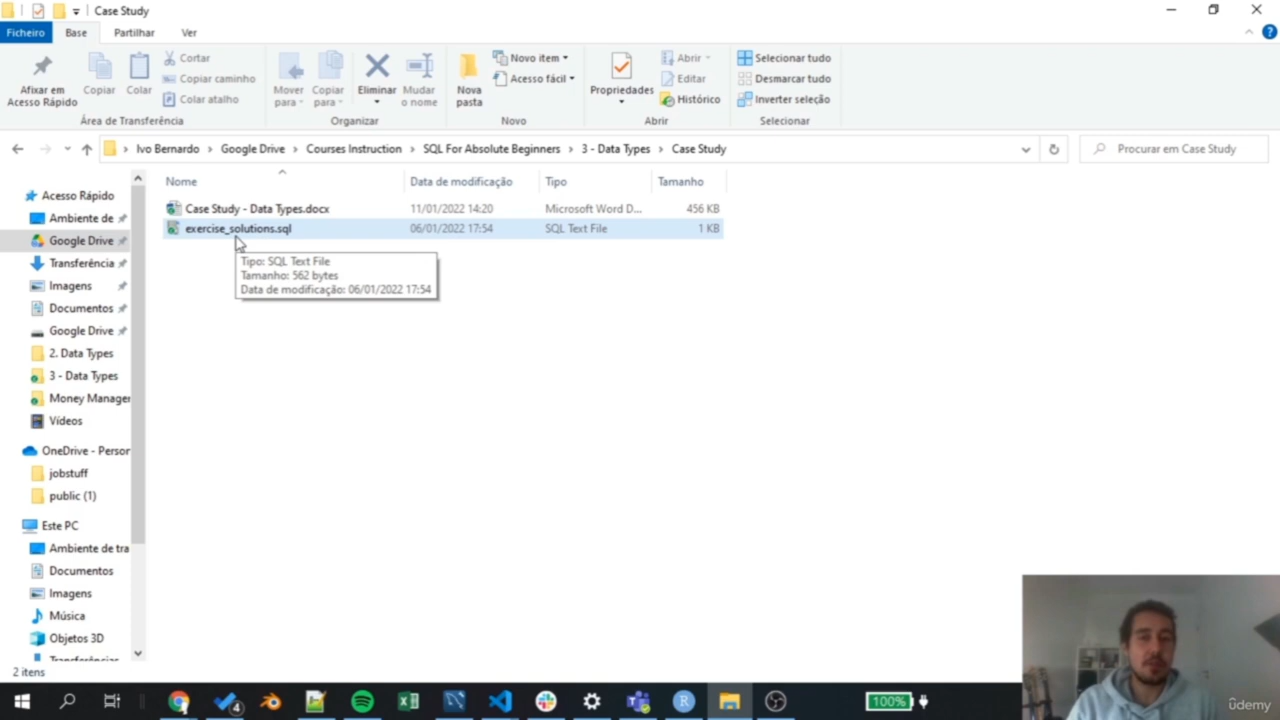 Case Study
Ficheiro Base Partilhar Ver
Afixar em Acesso Rápido
Copiar
Colar
Cortar
Copiar caminho
Colar atalho
Área de Transferência
Mover para
Copiar para
Eliminar
Mudar o nome
Organizar
Nova pasta
Novo item
Acesso fácil
Novo
Propriedades
Abrir
Editar
Histórico
Abrir
Selecionar tudo
Desmarcar tudo
Inverter seleção
Selecionar
Ivo Bernardo > Google Drive > Courses Instruction > SQL For Absolute Beginners > 3 - Data Types > Case Study
Procurar em Case Study
Nome Data de modificação Tipo Tamanho
Case Study - Data Types.docx 11/01/2022 14:20 Microsoft Word D... 456 KB
exercise_solutions.sql 06/01/2022 17:54 SQL Text File 1 KB
Tipo: SQL Text File
Tamanho: 562 bytes
Data de modificação: 06/01/2022 17:54
Acesso Rápido
Ambiente de
Google Drive
Transferência
Imagens
Documentos
Google Drive
2. Data Types
3 - Data Types
Money Manager
Vídeos
OneDrive - Person
jobstuff
public (1)
Este PC
Ambiente de tra
Documentos
Imagens
Música
Objetos 3D
Transferências
2 itens
4
100%
ûdemy